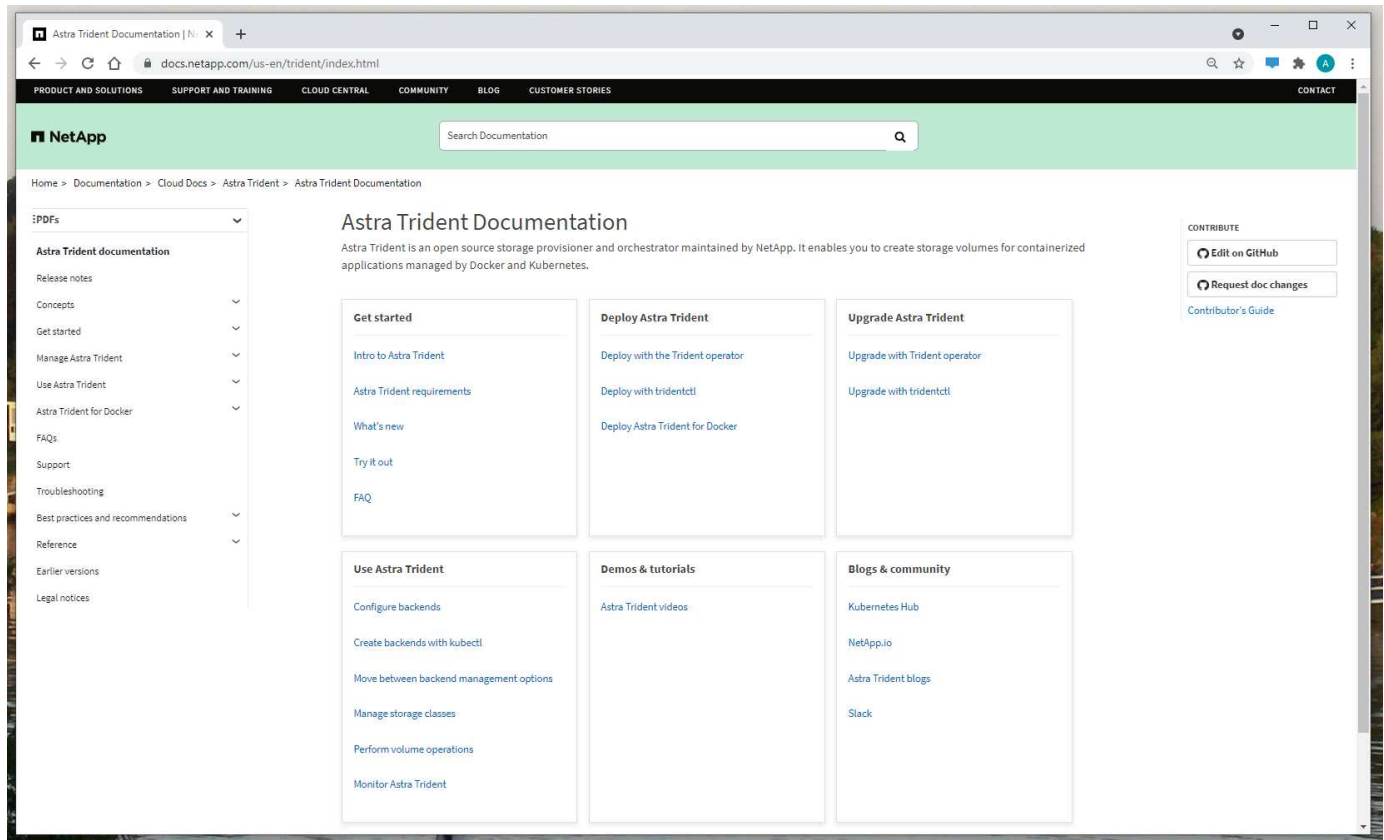 Astra Trident Documentation | N
docs.netapp.com/us-en/trident/index.html
A
PRODUCT AND SOLUTIONS SUPPORT AND TRAINING CLOUD CENTRAL COMMUNITY BLOG CUSTOMER STORIES CONTACT
NetApp
Search Documentation
Home > Documentation > Cloud Docs > Astra Trident > Astra Trident Documentation
PDFs
Astra Trident documentation
Release notes
Concepts
Get started
Manage Astra Trident
Use Astra Trident
Astra Trident for Docker
FAQs
Support
Troubleshooting
Best practices and recommendations
Reference
Earlier versions
Legal notices
Astra Trident Documentation
Astra Trident is an open source storage provisioner and orchestrator maintained by NetApp. It enables you to create storage volumes for containerized
applications managed by Docker and Kubernetes.
Get started
Intro to Astra Trident
Astra Trident requirements
What's new
Try it out
FAQ
Deploy Astra Trident
Deploy with the Trident operator
Deploy with tridentctl
Deploy Astra Trident for Docker
Upgrade Astra Trident
Upgrade with Trident operator
Upgrade with tridentctl
Use Astra Trident
Configure backends
Create backends with kubectl
Move between backend management options
Manage storage classes
Perform volume operations
Monitor Astra Trident
Demos & tutorials
Astra Trident videos
Blogs & community
Kubernetes Hub
NetApp.io
Astra Trident blogs
Slack
CONTRIBUTE
Edit on GitHub
Request doc changes
Contributor's Guide